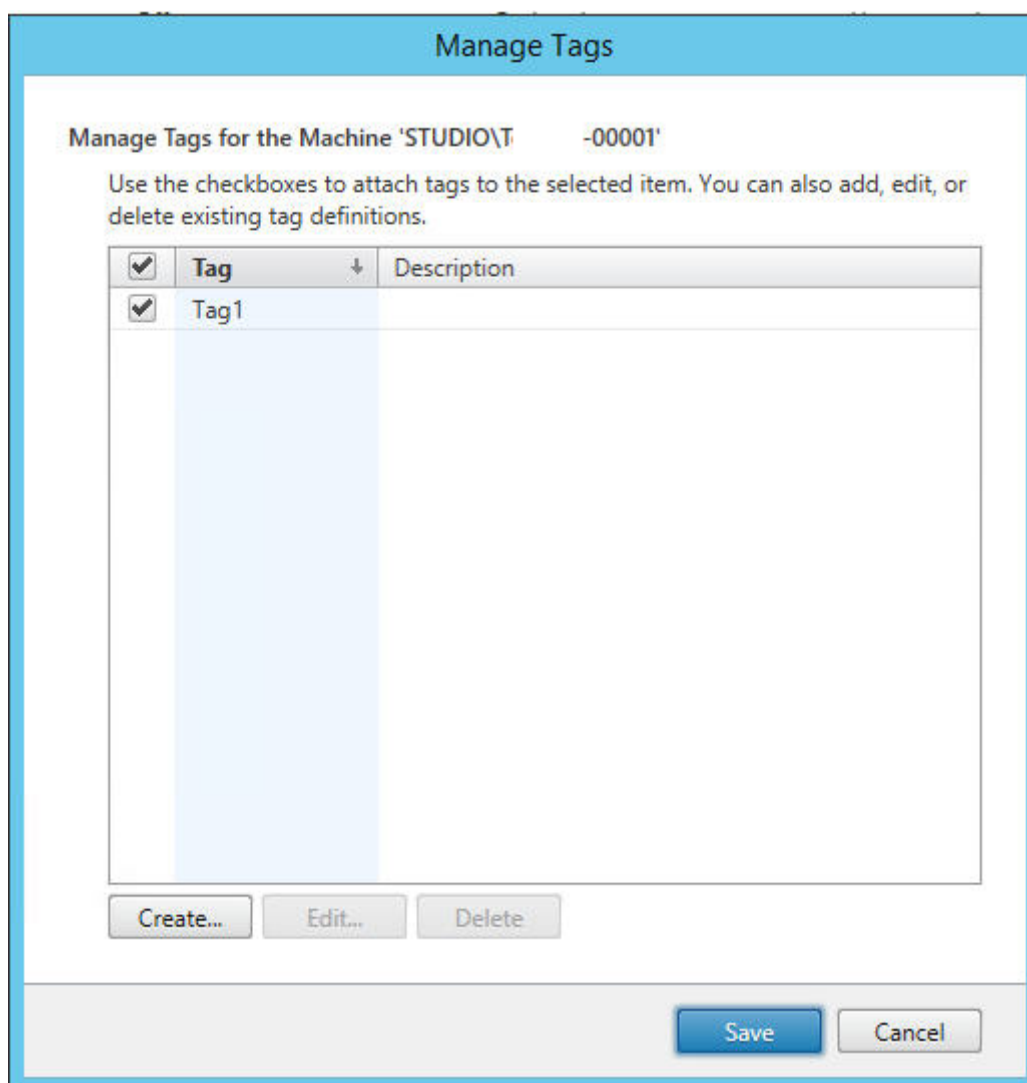 Manage Tags
Manage Tags for the Machine 'STUDIO\T -00001'
Use the checkboxes to attach tags to the selected item. You can also add, edit, or
delete existing tag definitions.
Tag Description
Tag1
Create... Edit... Delete
Save Cancel